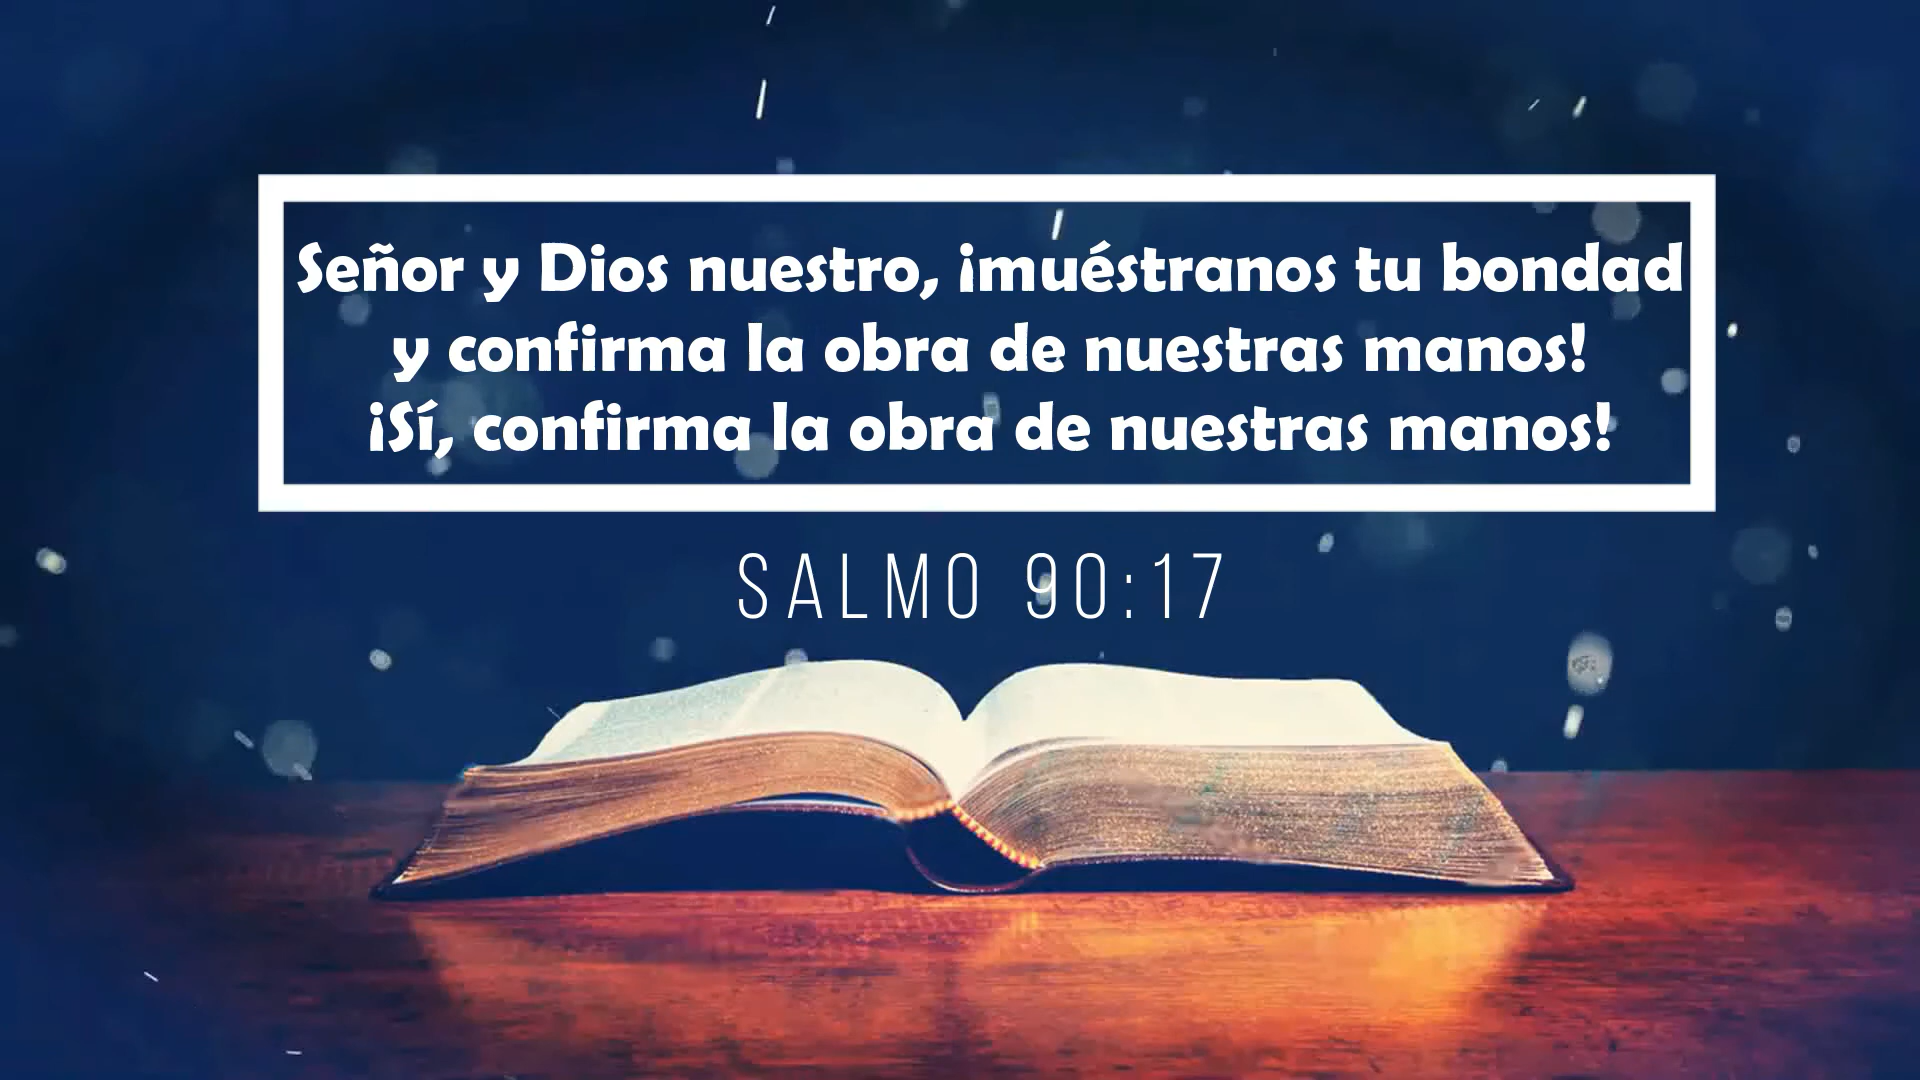 Señor y Dios nuestro, ¡muéstranos tu bondad
y confirma la obra de nuestras manos!
¡Sí, confirma la obra de nuestras manos!
SALMO 90:17